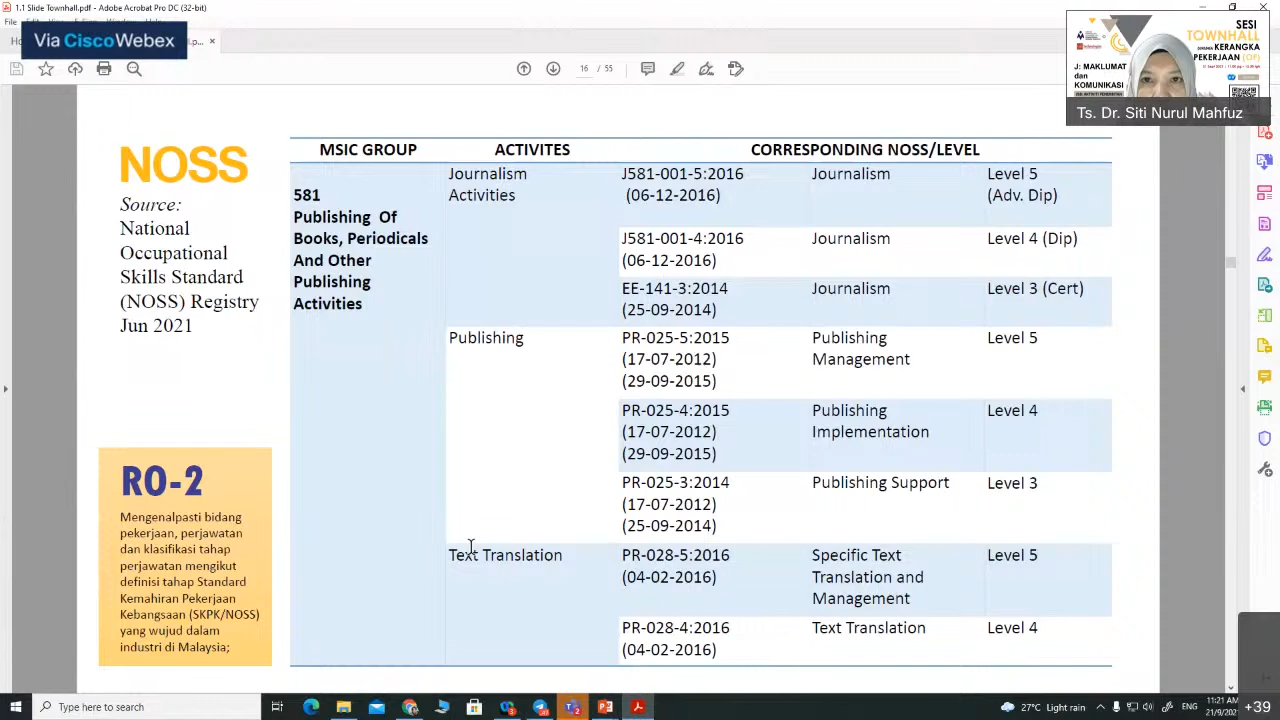 1.1 Slide Townhall.pdf - Adobe Acrobat Pro DC (32-bit)
Via CiscoWebex
16 / 55
SESI
TOWNHALL
KERANGKA
PEKERJAAN (OF)
J: MAKLUMAT
dan
KOMUNIKASI
Ts. Dr. Siti Nurul Mahfuz
NOSS
Source:
National
Occupational
Skills Standard
(NOSS) Registry
Jun 2021
RO-2
Mengenalpasti bidang
pekerjaan, perjawatan
dan klasifikasi tahap
perjawatan mengikut
definisi tahap Standard
Kemahiran Pekerjaan
Kebangsaan (SKPK/NOSS)
yang wujud dalam
industri di Malaysia;
MSIC GROUP ACTIVITES CORRESPONDING NOSS/LEVEL
581
Publishing Of
Books, Periodicals
And Other
Publishing
Activities
Journalism
Activities
J581-001-5:2016 Journalism Level 5
(06-12-2016) (Adv. Dip)
J581-001-4:2016 Journalism Level 4 (Dip)
(06-12-2016)
EE-141-3:2014 Journalism Level 3 (Cert)
(25-09-2014)
Publishing PR-025-5:2015 Publishing Level 5
(17-07-2012) Management
(29-09-2015)
PR-025-4:2015 Publishing Level 4
(17-07-2012) Implementation
(29-09-2015)
PR-025-3:2014 Publishing Support Level 3
(17-07-2012)
(25-09-2014)
Text Translation PR-028-5:2016 Specific Text Level 5
(04-02-2016) Translation and
Management
PR-028-4:2016 Text Translation Level 4
(04-02-2016)
Type here to search
27°C Light rain
11:21 AM
21/9/202
+39